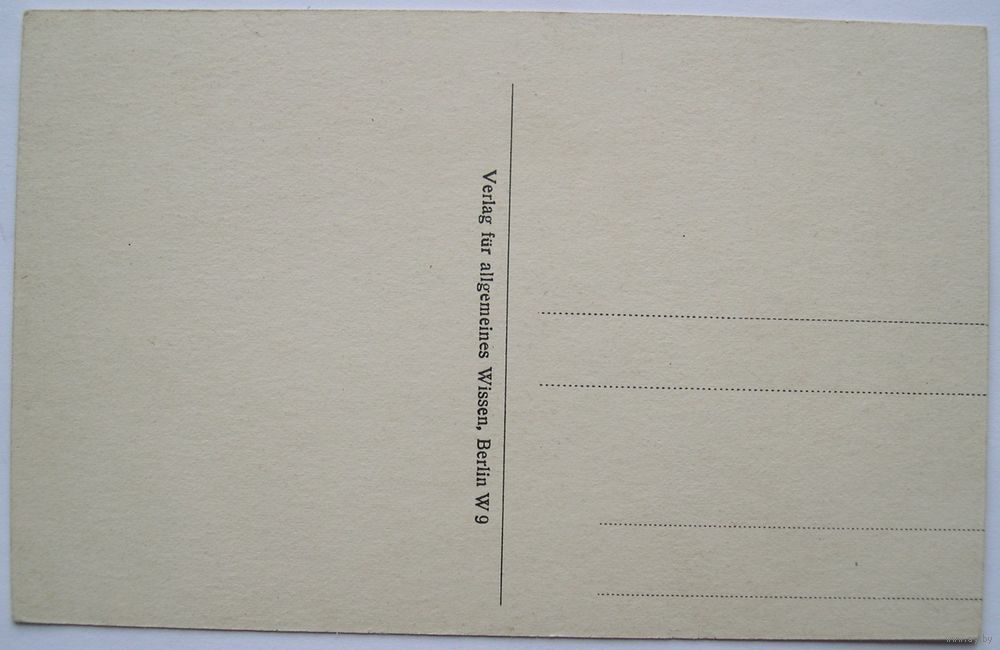 Verlag für allgemeines Wissen, Berlin W 9